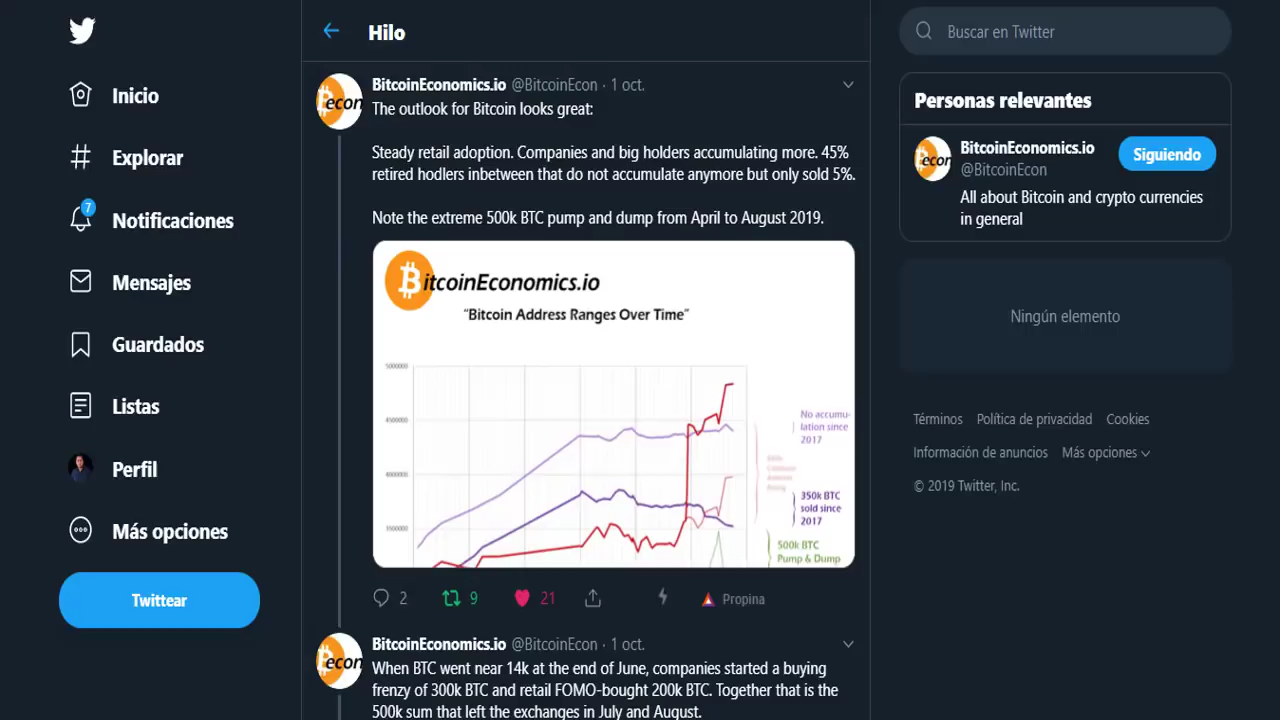 Inicio
Explorar
7
Notificaciones
Mensajes
Guardados
Listas
Perfil
Más opciones
Twittear
Hilo
BitcoinEconomics.io @BitcoinEcon · 1 oct.
The outlook for Bitcoin looks great:
Steady retail adoption. Companies and big holders accumulating more. 45%
retired hodlers inbetween that do not accumulate anymore but only sold 5%.
Note the extreme 500k BTC pump and dump from April to August 2019.
BitcoinEconomics.io
"Bitcoin Address Ranges Over Time"
5000000
4500000
4000000
3500000
No accumu-
lation since
2017
350k BTC
sold since
2017
500k BTC
Pump & Dump
2 9 21 Propina
BitcoinEconomics.io @BitcoinEcon · 1 oct.
When BTC went near 14k at the end of June, companies started a buying
frenzy of 300k BTC and retail FOMO-bought 200k BTC. Together that is the
500k sum that left the exchanges in July and August.
Buscar en Twitter
Personas relevantes
BitcoinEconomics.io
@BitcoinEcon
Siguiendo
All about Bitcoin and crypto currencies
in general
Ningún elemento
Términos Política de privacidad Cookies
Información de anuncios Más opciones
© 2019 Twitter, Inc.